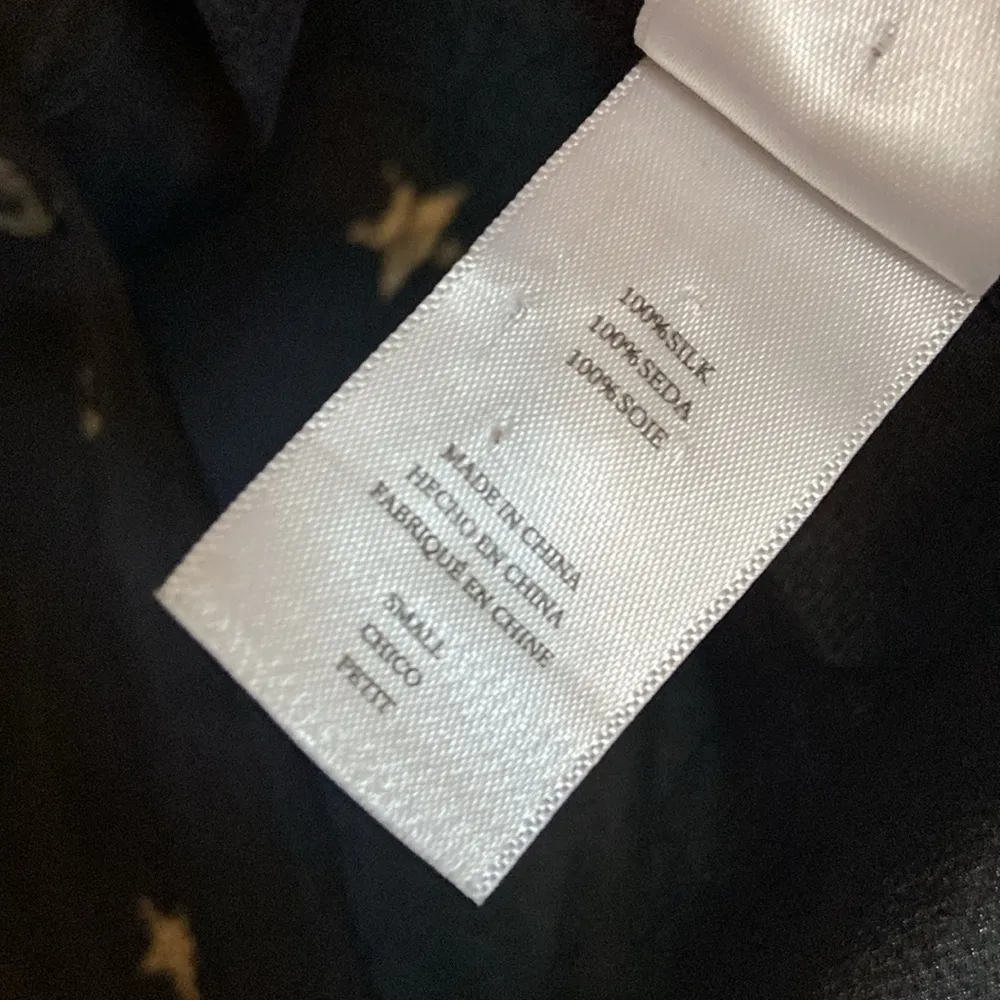 100%SILK
100%SEDA
100%SOIE
MADE IN CHINA
HECHO EN CHINA
FABRIQUÉ EN CHINE
SMALL
CHICO
PETIT